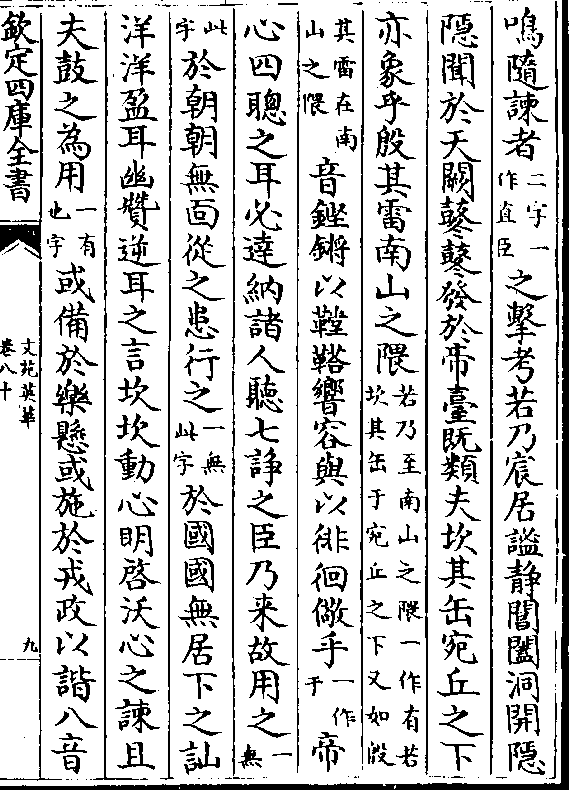 鳴隨諫者二字一作直臣之擊考若乃宸居謐静閶闔洞開隱
隱聞於天闕鼞鼞發於帝臺既類夫坎其缶宛丘之下
亦象乎殷其雷南山之隈若乃至南山之隈一作有若坎其缶于宛丘之下又如殷
其雷在南山之隈音鏗鏘以鞺鞳響容與以徘徊儆乎一作于帝
心四聰之耳必達納諸人聽七諍之臣乃来故用之一無
此字於朝朝無靣從之患行之一無此字於國國無居下之訕
洋洋盈耳幽贊逆耳之言坎坎動心明啓沃心之諫且
夫鼓之為用一有也字或備於樂懸或施於戎政以諧八音
欽定四庫全書
文苑英華
卷八十
九